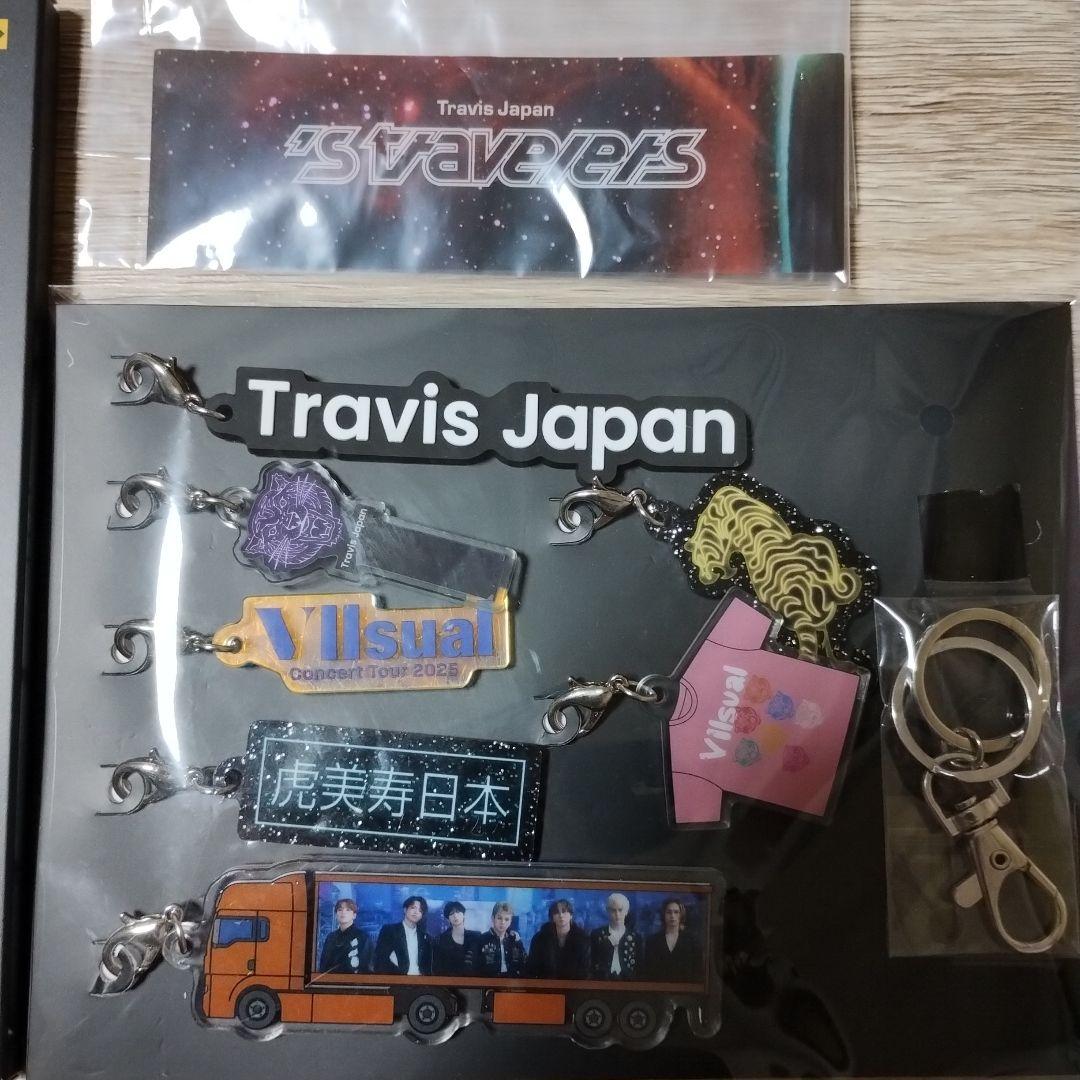 Travis Japan
's travelers
Travis Japan
Travis Japan
VIIsual
Concert Tour 2025
VIIsual
虎美寿日本